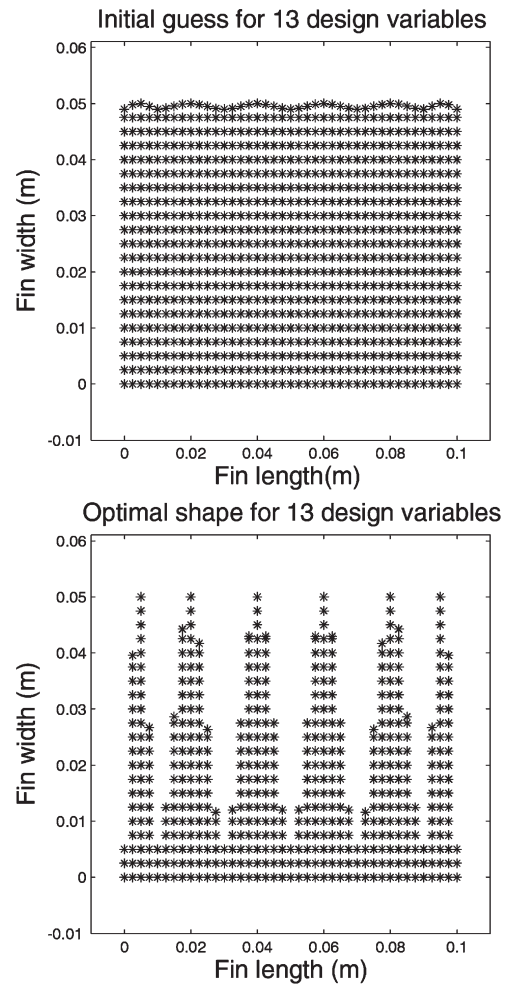 Initial guess for 13 design variables
0.06
0.05
0.04
0.03
0.02
0.01
0
-0.01
Fin width (m)
0 0.02 0.04 0.06 0.08 0.1
Fin length(m)
Optimal shape for 13 design variables
0.06
0.05
0.04
0.03
0.02
0.01
0
-0.01
Fin width (m)
0 0.02 0.04 0.06 0.08 0.1
Fin length (m)